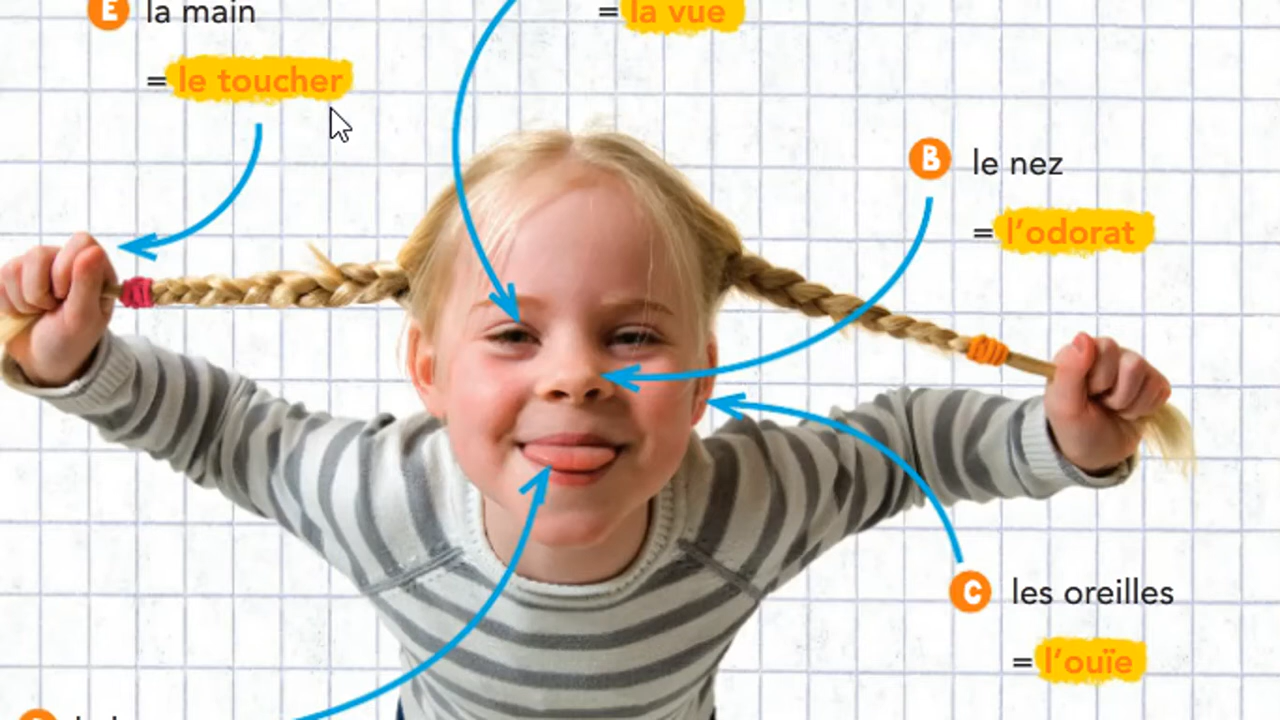 E la main
= le toucher
= la vue
B le nez
= l'odorat
C les oreilles
= l'ouïe